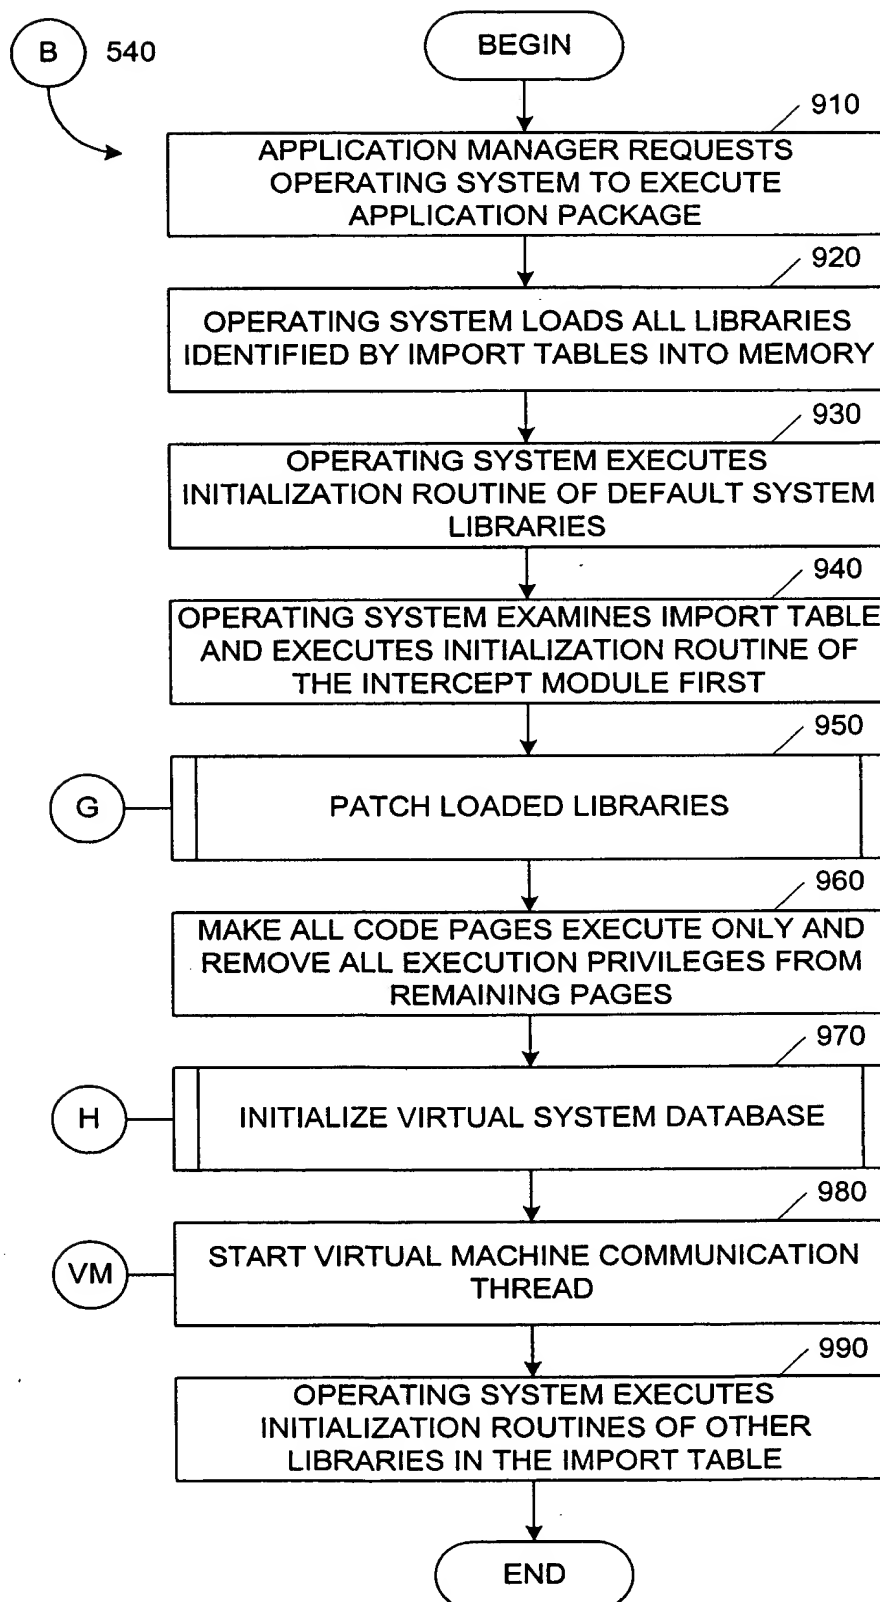 B 540
BEGIN
910
APPLICATION MANAGER REQUESTS
OPERATING SYSTEM TO EXECUTE
APPLICATION PACKAGE
920
OPERATING SYSTEM LOADS ALL LIBRARIES
IDENTIFIED BY IMPORT TABLES INTO MEMORY
930
OPERATING SYSTEM EXECUTES
INITIALIZATION ROUTINE OF DEFAULT SYSTEM
LIBRARIES
940
OPERATING SYSTEM EXAMINES IMPORT TABLE
AND EXECUTES INITIALIZATION ROUTINE OF
THE INTERCEPT MODULE FIRST
950
G
PATCH LOADED LIBRARIES
960
MAKE ALL CODE PAGES EXECUTE ONLY AND
REMOVE ALL EXECUTION PRIVILEGES FROM
REMAINING PAGES
970
H
INITIALIZE VIRTUAL SYSTEM DATABASE
980
VM
START VIRTUAL MACHINE COMMUNICATION
THREAD
990
OPERATING SYSTEM EXECUTES
INITIALIZATION ROUTINES OF OTHER
LIBRARIES IN THE IMPORT TABLE
END